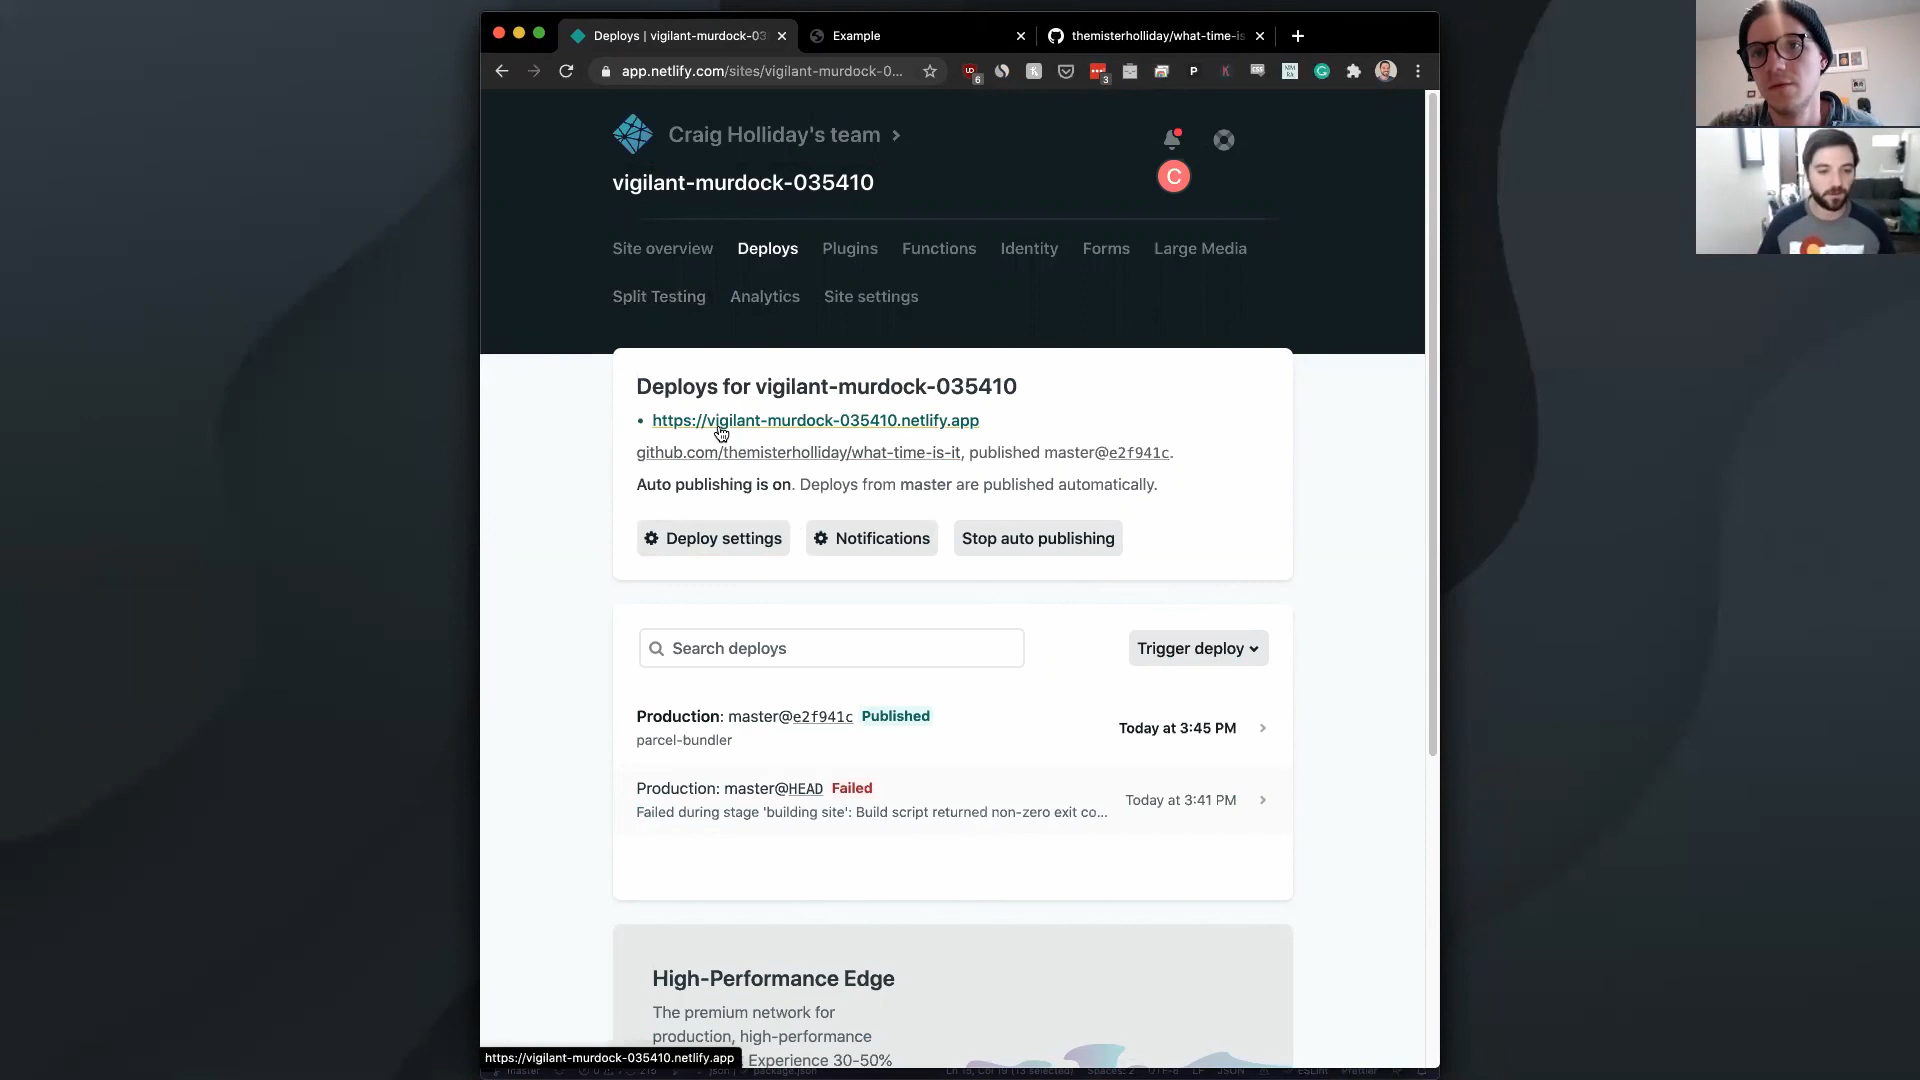 Deploys | vigilant-murdock-03
Example
themisterholliday/what-time-is
app.netlify.com/sites/vigilant-murdock-0...
6
3
P
K
Craig Holliday's team
C
vigilant-murdock-035410
Site overview Deploys Plugins Functions Identity Forms Large Media
Split Testing Analytics Site settings
Deploys for vigilant-murdock-035410
• https://vigilant-murdock-035410.netlify.app
github.com/themisterholliday/what-time-is-it, published master@e2f941c.
Auto publishing is on. Deploys from master are published automatically.
Deploy settings Notifications Stop auto publishing
Search deploys Trigger deploy
Production: master@e2f941c Published
Today at 3:45 PM
parcel-bundler
Production: master@HEAD Failed
Today at 3:41 PM
Failed during stage 'building site': Build script returned non-zero exit co...
High-Performance Edge
The premium network for
production, high-performance
Experience 30-50%
https://vigilant-murdock-035410.netlify.app